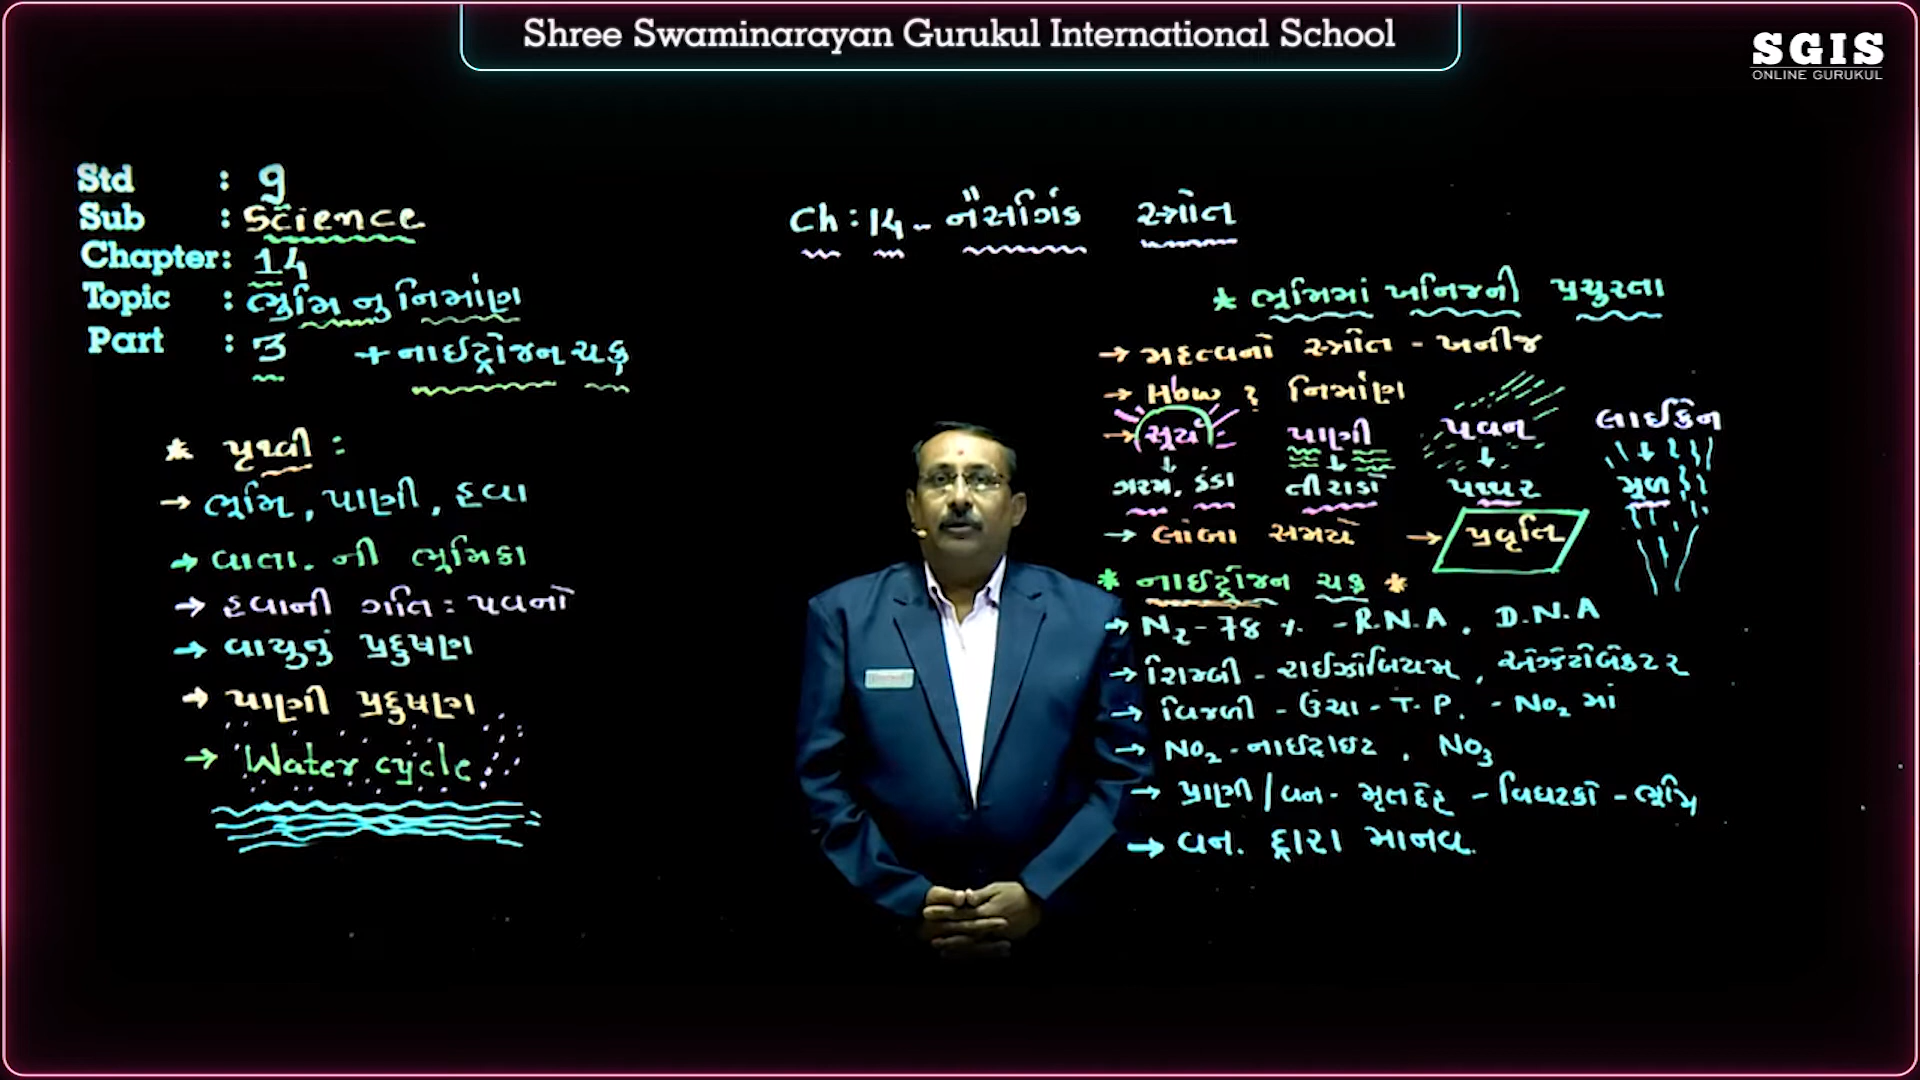 Shree Swaminarayan Gurukul International School
SGIS
ONLINE GURUKUL
Std : 9
Sub : Science
Chapter: 14
Topic : ભુમિ નુ નિર્માણ
Part : 3 + નાઈટ્રોજન ચક્ર
* પૃથ્વી :
→ ભૂમિ, પાણી, હવા
→ વાતા. ની ભૂમિકા
→ હવાની ગતિ : પવનો
→ વાયુનું પ્રદુષણ
→ પાણી પ્રદુષણ
→ Water cycle
Ch : 14 - નૈસર્ગિક સ્ત્રોત
* ભૂમિમાં ખનિજની પ્રચુરતા
→ મહત્વનો સ્ત્રોત - ખનીજ
→ How ? નિર્માણ
→ સૂર્ય પાણી પવન લાઈકેન
↓ ↓ ↓ ↓
ગરમ, ઠંડા તીરાડો પથ્થર મૂળ
→ લાંબા સમયે → પ્રવૃતિ
* નાઈટ્રોજન ચક્ર *
→ N₂ - 78 % - R.N.A, D.N.A
→ શિમ્બી - રાઈઝોબિયમ, એઝેટોબેકટર
→ વિજળી - ઉંચા - T.P. - NO₂ માં
→ NO₂ - નાઈટ્રાઇટ, NO₃
→ પ્રાણી / વન - મૃતદેહ - વિઘટકો - ભૂમિ
→ વન. દ્વારા માનવ.